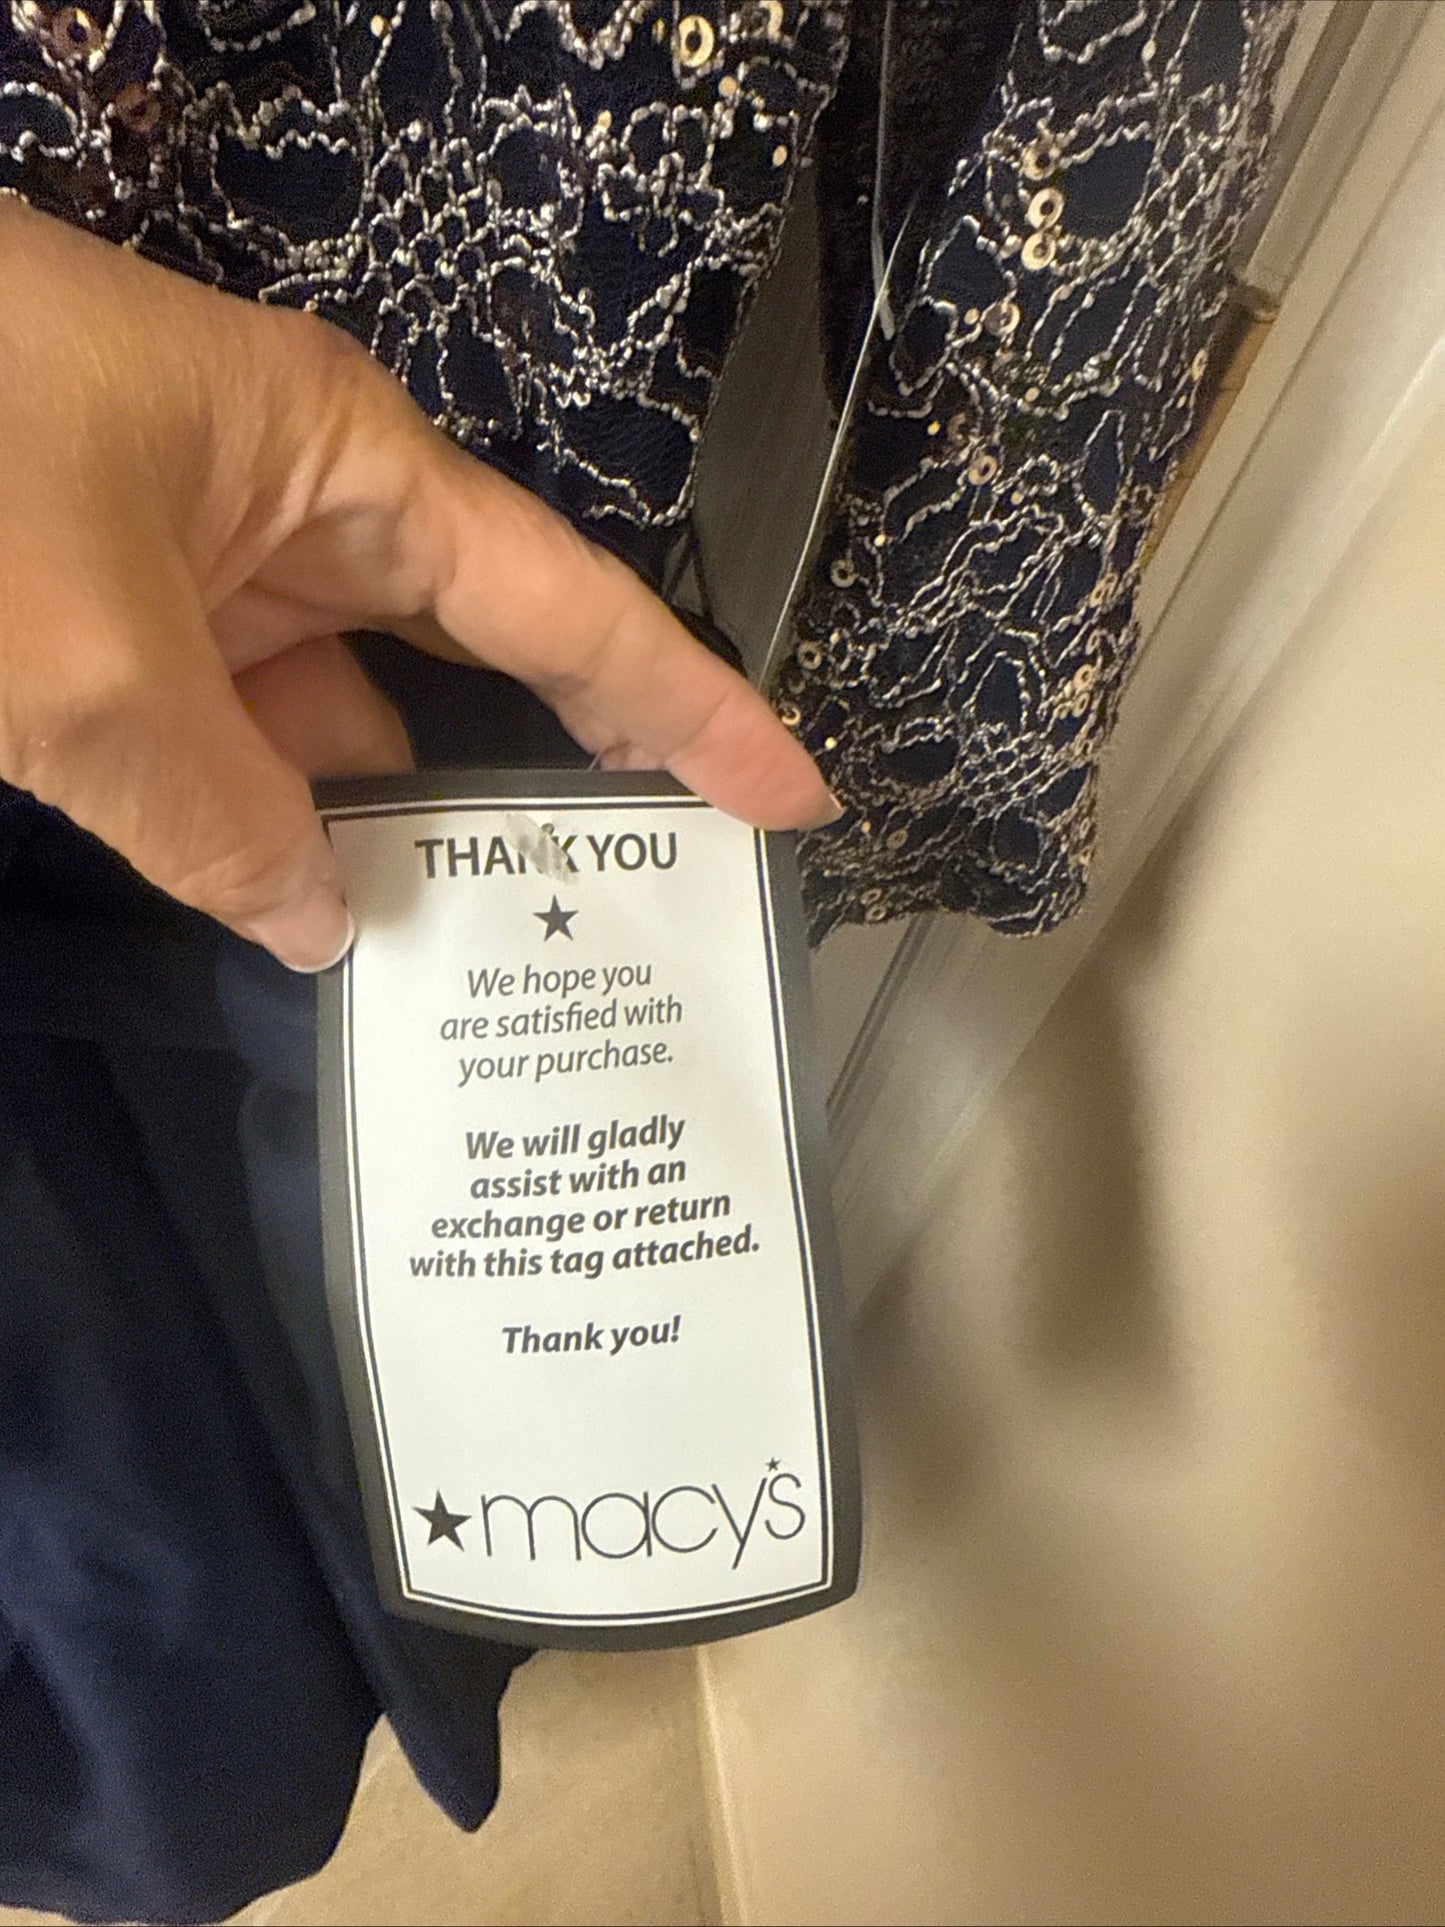 THANK YOU
We hope you
are satisfied with
your purchase.
We will gladly
assist with an
exchange or return
with this tag attached.
Thank you!
macy's